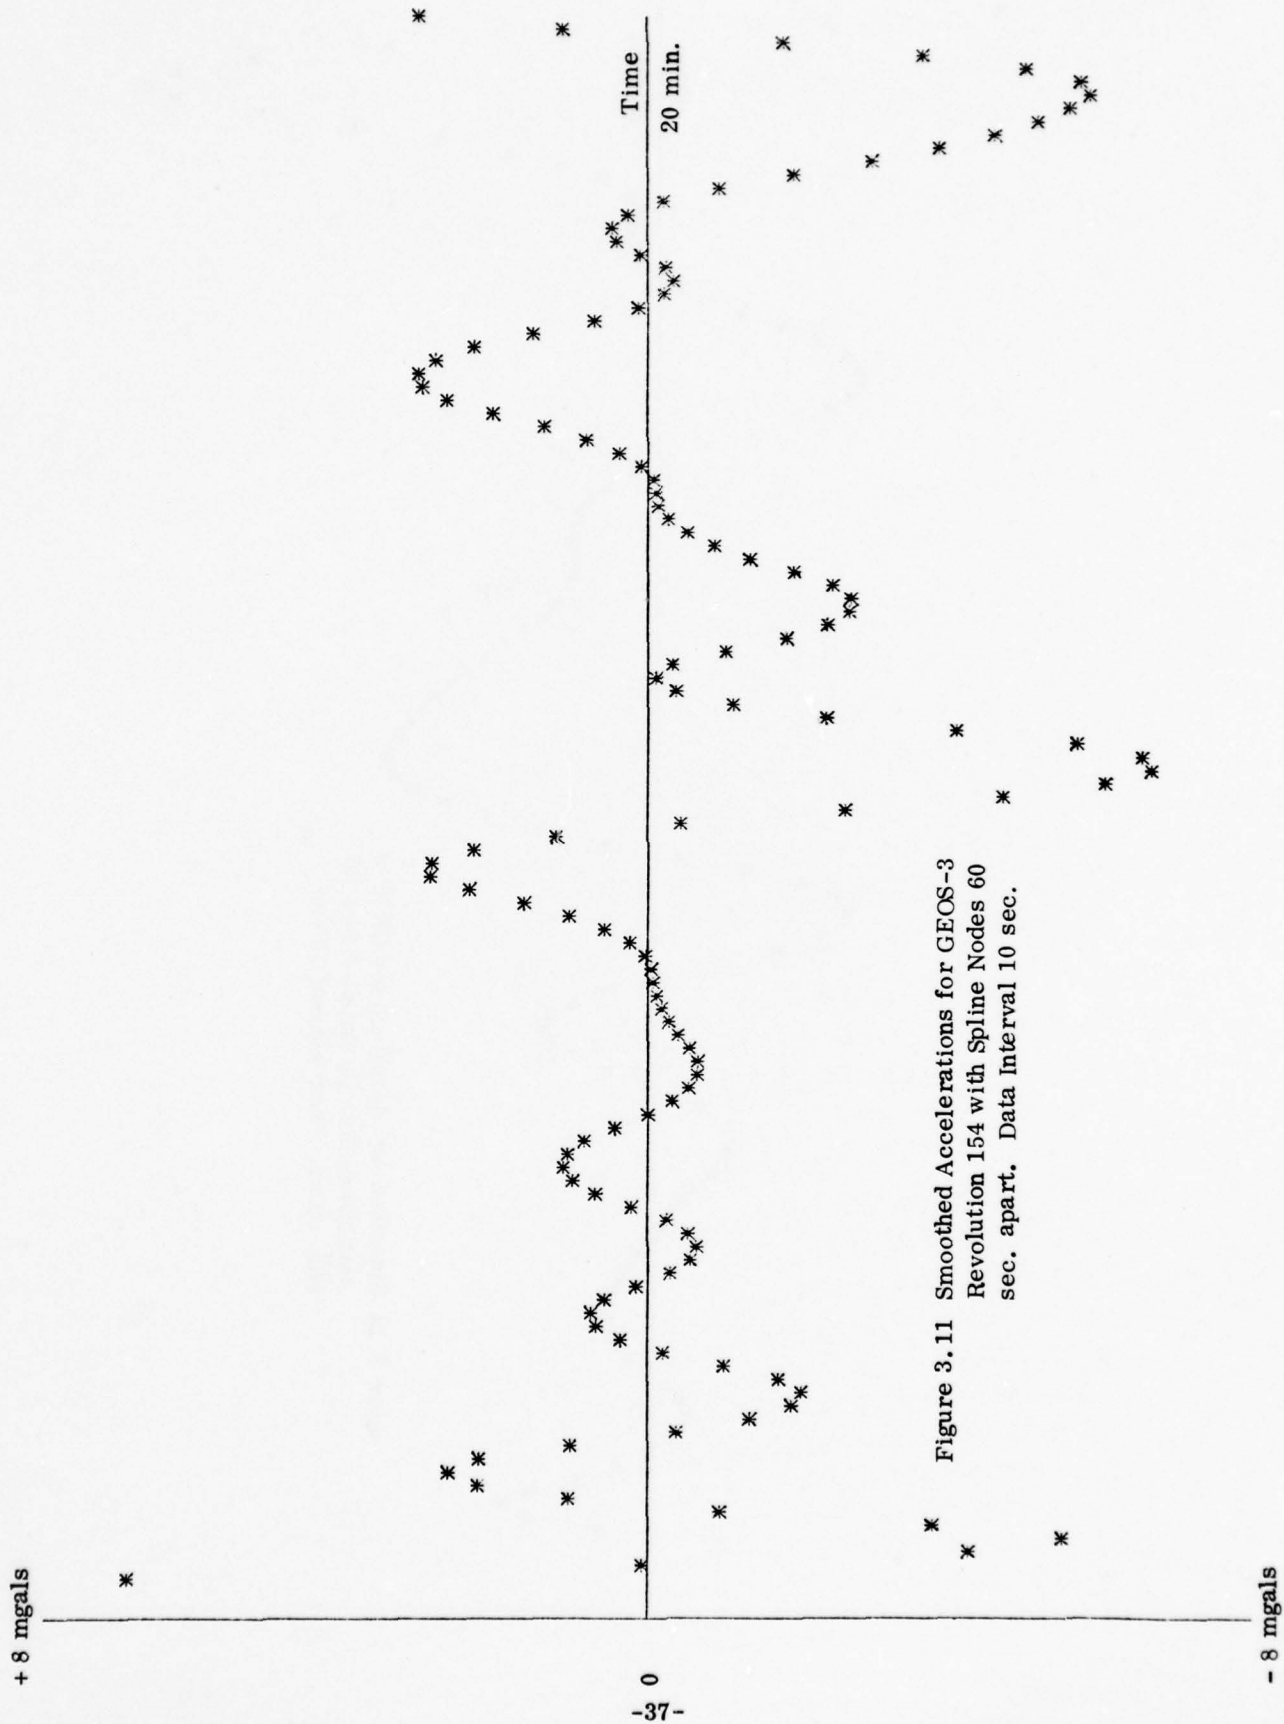 + 8 mgals
0
Time
20 min.
- 8 mgals
Figure 3.11 Smoothed Accelerations for GEOS-3
Revolution 154 with Spline Nodes 60
sec. apart. Data Interval 10 sec.
-37-